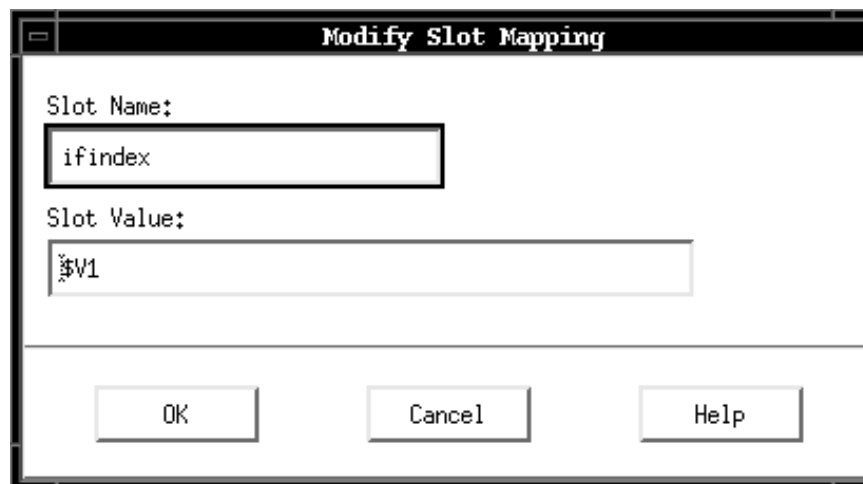 Modify Slot Mapping
Slot Name:
ifindex
Slot Value:
$V1
OK Cancel Help